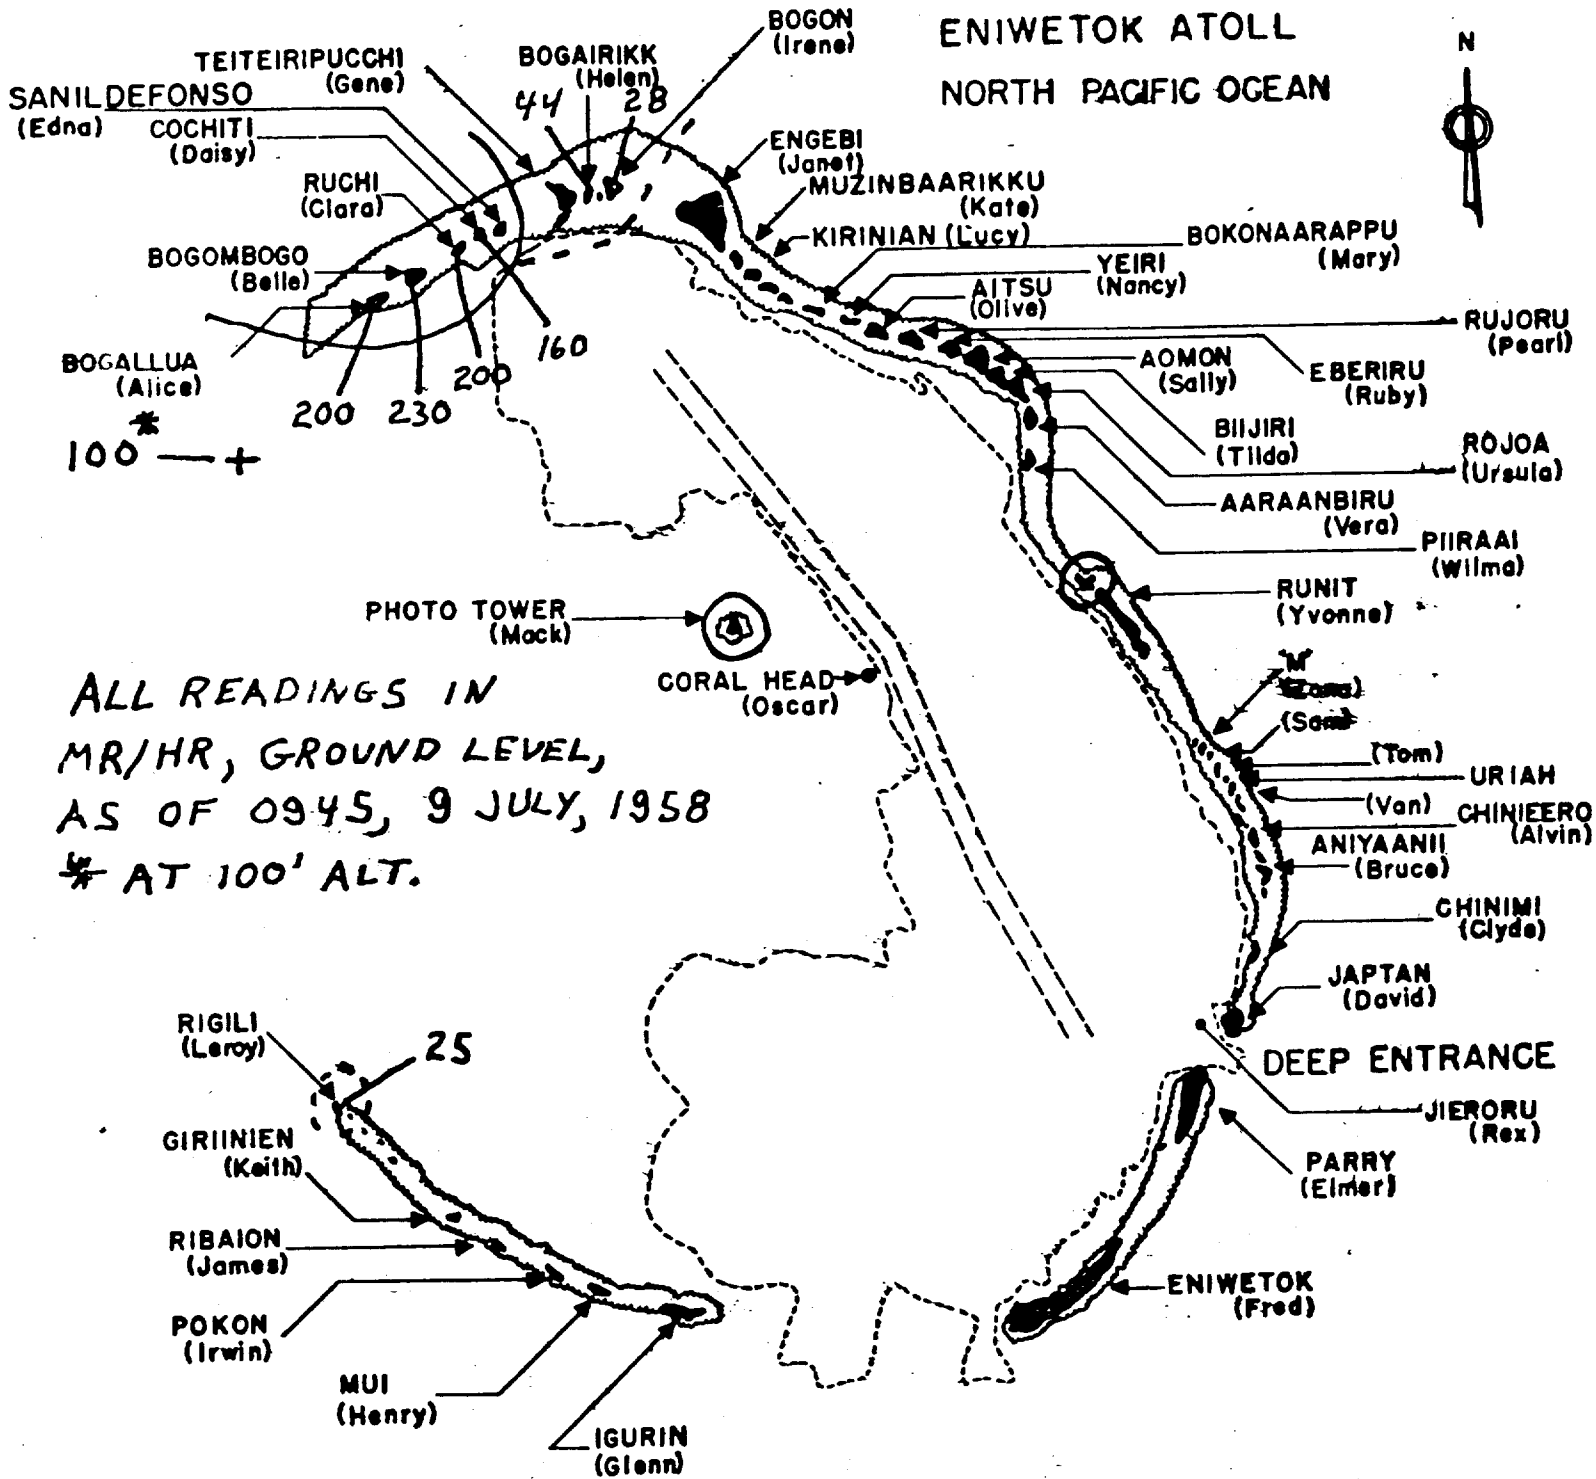 ENIWETOK ATOLL
NORTH PACIFIC OCEAN
N
BOGON
(Irene)
TEITEIRIPUCCHI
(Gene)
BOGAIRIKK
(Helen)
44
28
SANILDEFONSO
(Edna)
COCHITI
(Daisy)
RUCHI
(Clara)
BOGOMBOGO
(Belle)
BOGALLUA
(Alice)
ENGEBI
(Janet)
MUZINBAARIKKU
(Kate)
KIRINIAN (Lucy)
BOKONAARAPPU
(Mary)
YEIRI
(Nancy)
AITSU
(Olive)
RUJORU
(Pearl)
EBERIRU
(Ruby)
AOMON
(Sally)
BIIJIRI
(Tilda)
ROJOA
(Ursula)
AARAANBIRU
(Vera)
PIIRAAI
(Wilma)
RUNIT
(Yvonne)
160
200
230
200
100* — +
PHOTO TOWER
(Mack)
CORAL HEAD
(Oscar)
"M"
(Zona)
(Sam)
(Tom)
URIAH
(Van)
CHINIEERO
(Alvin)
ANIYAANII
(Bruce)
CHINIMI
(Clyde)
JAPTAN
(David)
DEEP ENTRANCE
JIERORU
(Rex)
PARRY
(Elmer)
ENIWETOK
(Fred)
ALL READINGS IN
MR/HR, GROUND LEVEL,
AS OF 0945, 9 JULY, 1958
* AT 100' ALT.
RIGILI
(Leroy)
25
GIRIINIEN
(Keith)
RIBAION
(James)
POKON
(Irwin)
MUI
(Henry)
IGURIN
(Glenn)